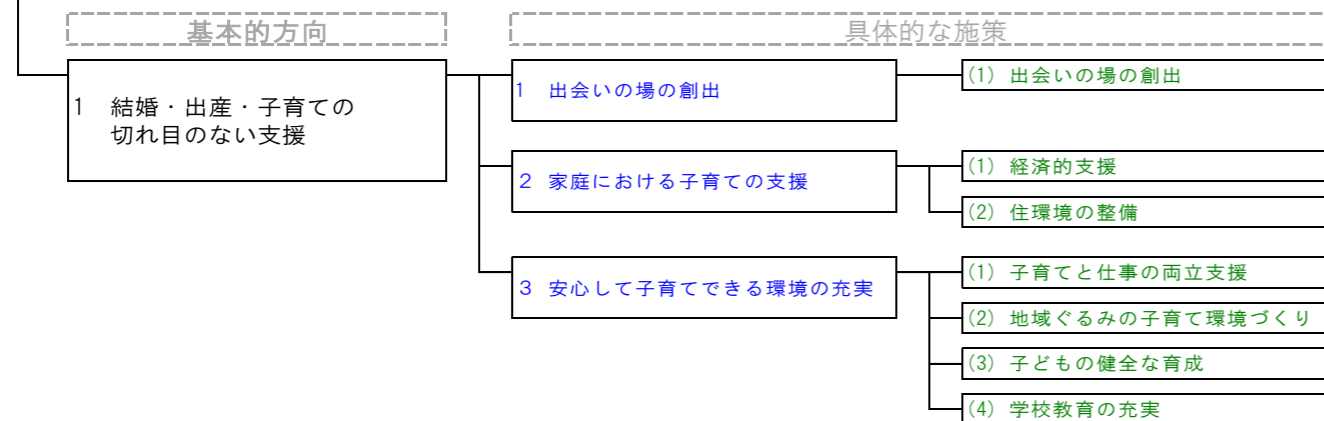 基本的方向
具体的な施策
1 結婚・出産・子育ての
切れ目のない支援
1 出会いの場の創出
(1) 出会いの場の創出
2 家庭における子育ての支援
(1) 経済的支援
(2) 住環境の整備
3 安心して子育てできる環境の充実
(1) 子育てと仕事の両立支援
(2) 地域ぐるみの子育て環境づくり
(3) 子どもの健全な育成
(4) 学校教育の充実